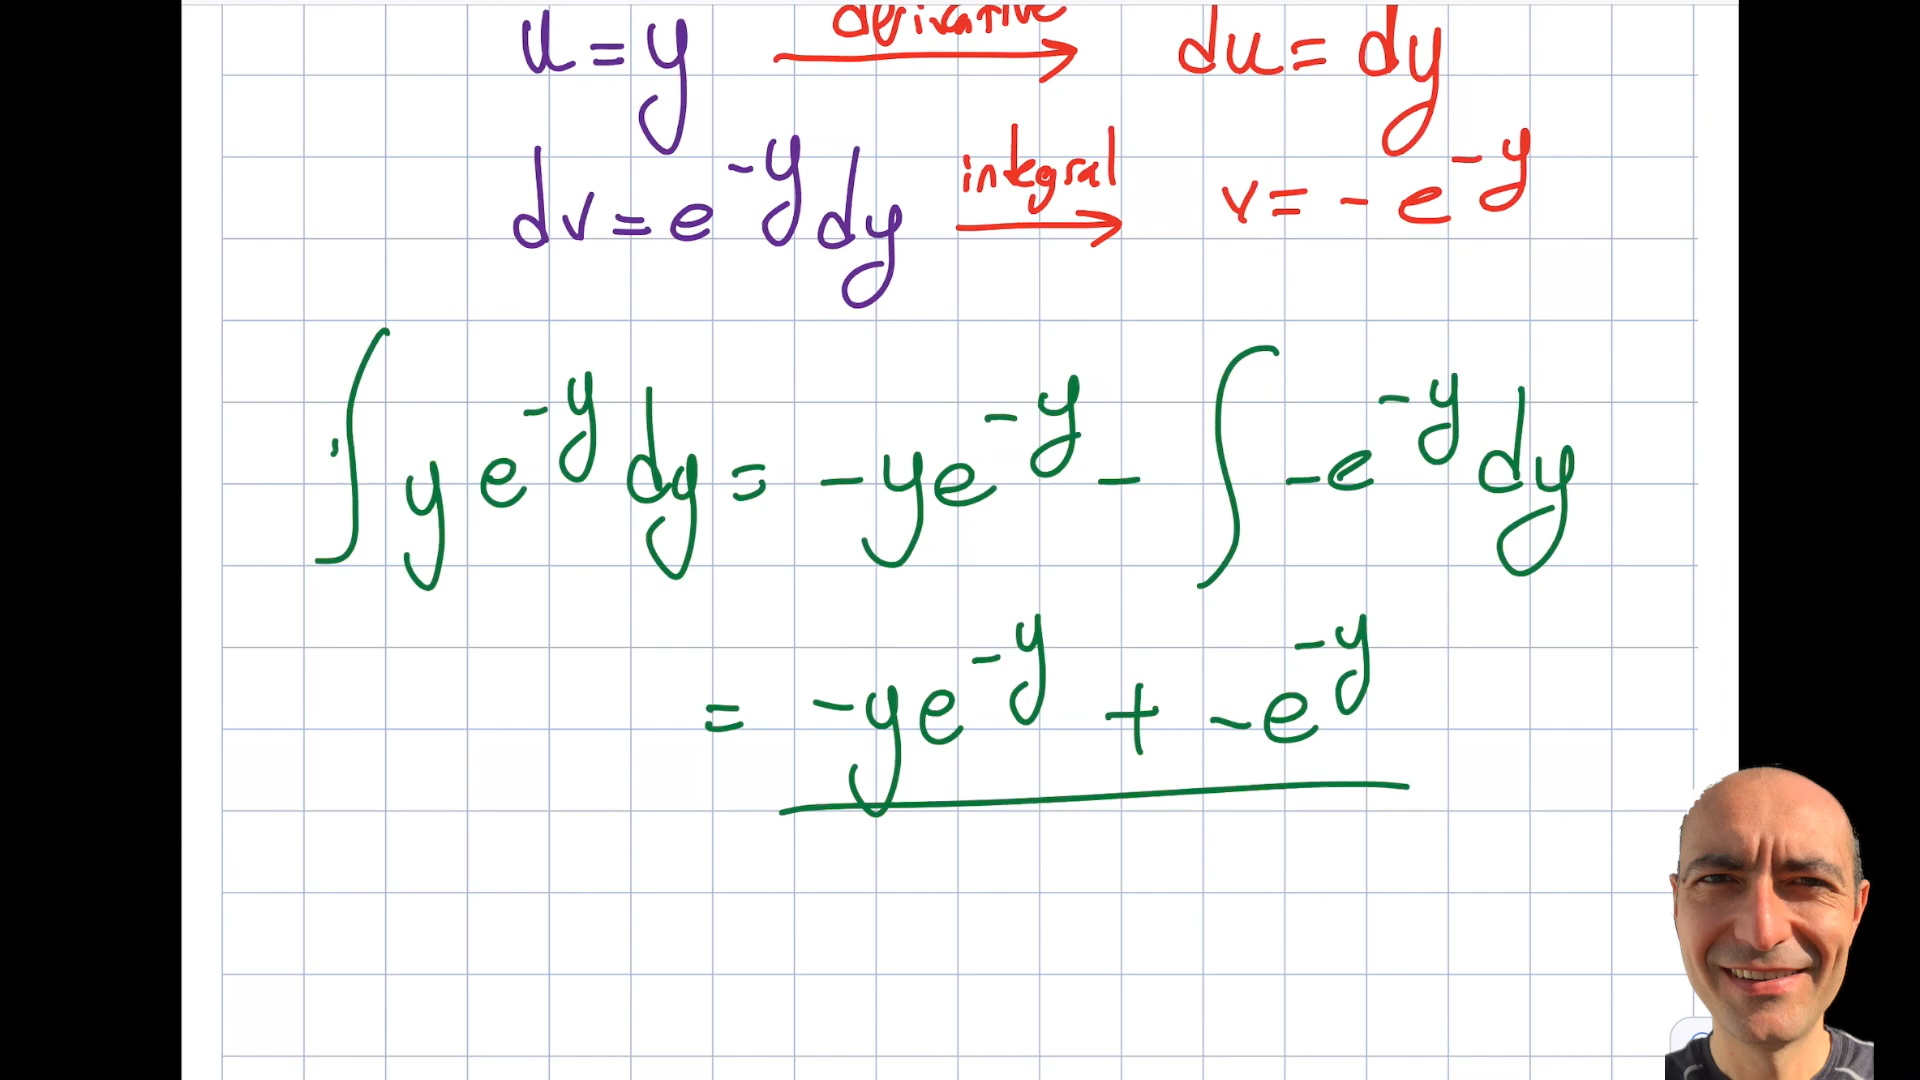 u = y derivative du = dy
dv = e^{-y} dy integral v = -e^{-y}
∫ y e^{-y} dy = -ye^{-y} - ∫ -e^{-y} dy
= -ye^{-y} + -e^{-y}